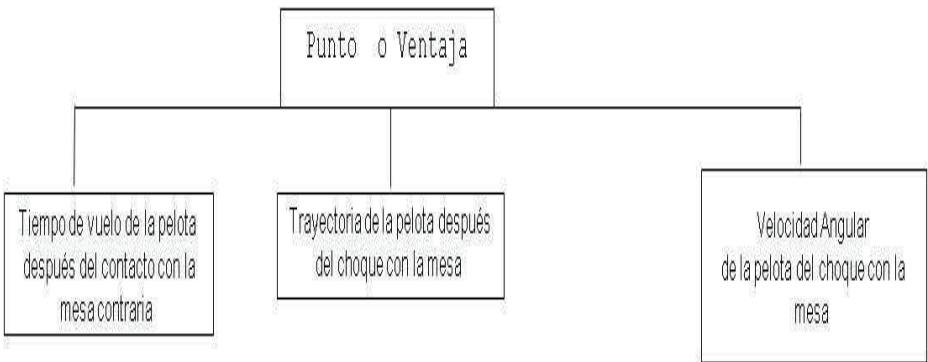 Punto o Ventaja
Tiempo de vuelo de la pelota
después del contacto con la
mesa contraria
Trayectoria de la pelota después
del choque con la mesa
Velocidad Angular
de la pelota del choque con la
mesa